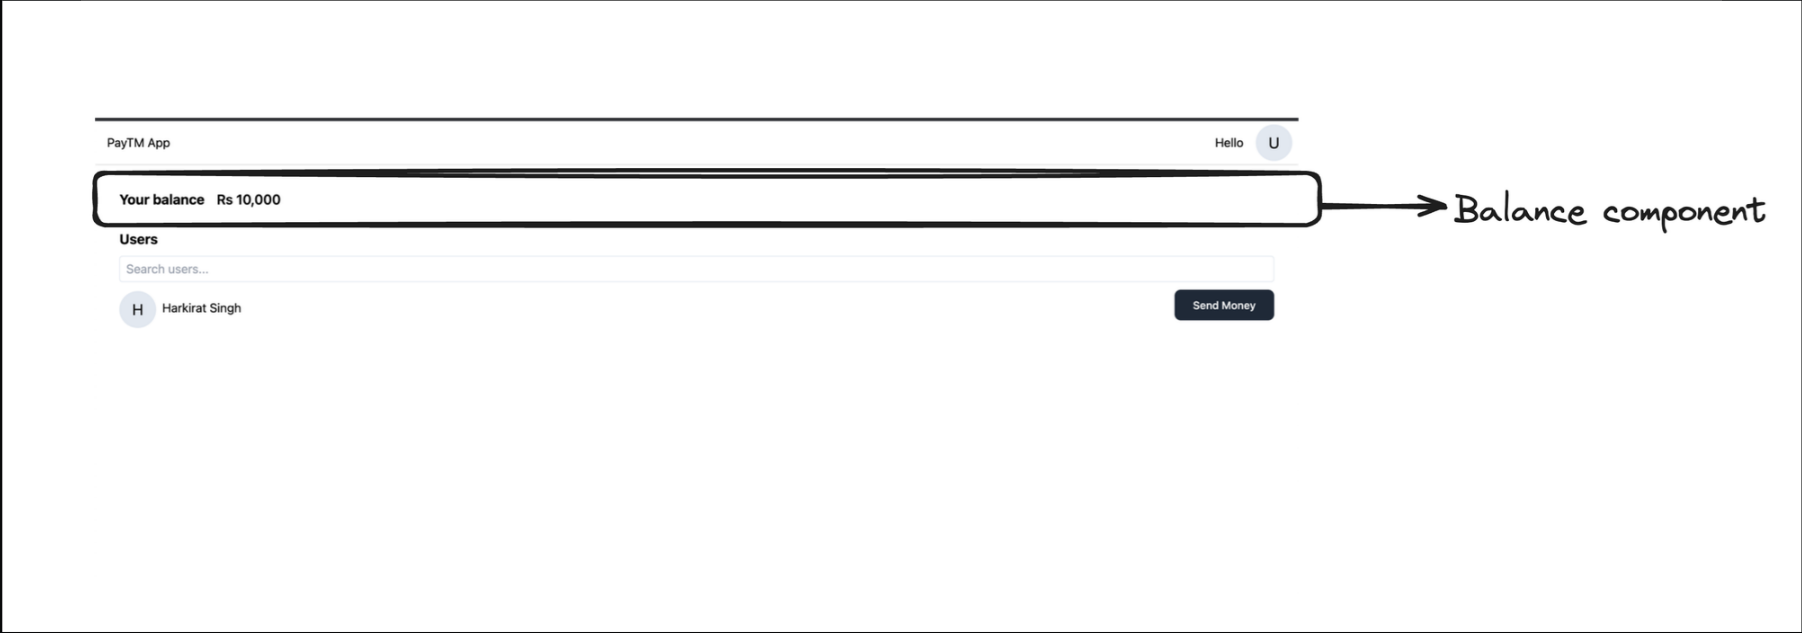 PayTM App
Hello U
Your balance Rs 10,000
Balance component
Users
Search users...
H Harkirat Singh
Send Money